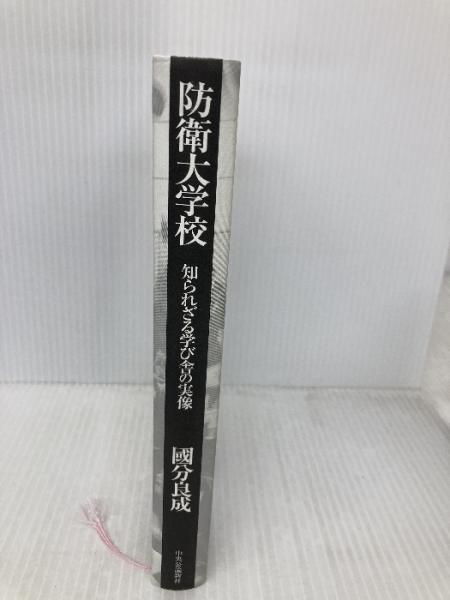 防衛大学校
知られざる学び舎の実像
國分良成
中央公論新社